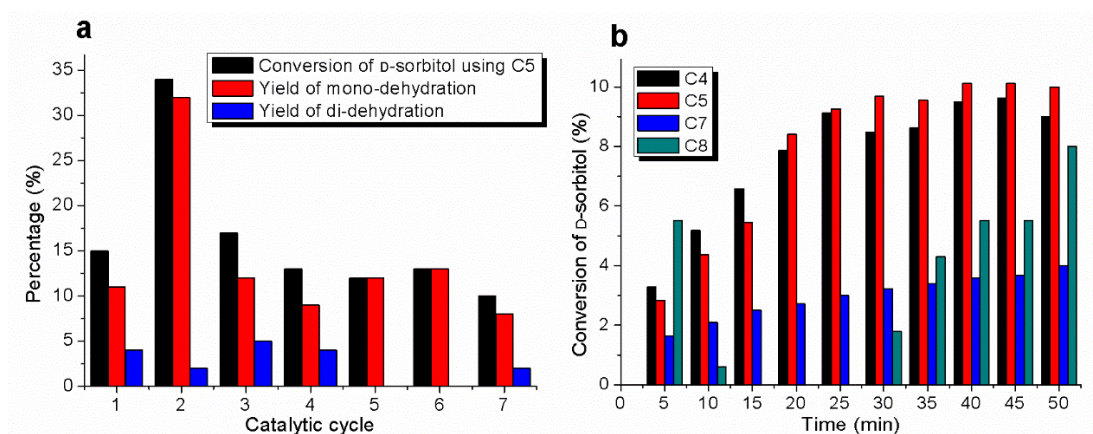 a
Conversion of D-sorbitol using C5
Yield of mono-dehydration
Yield of di-dehydration
Percentage (%)
35
30
25
20
15
10
5
0
1 2 3 4 5 6 7
Catalytic cycle
b
C4
C5
C7
C8
Conversion of D-sorbitol (%)
10
8
6
4
2
0
0 5 10 15 20 25 30 35 40 45 50
Time (min)